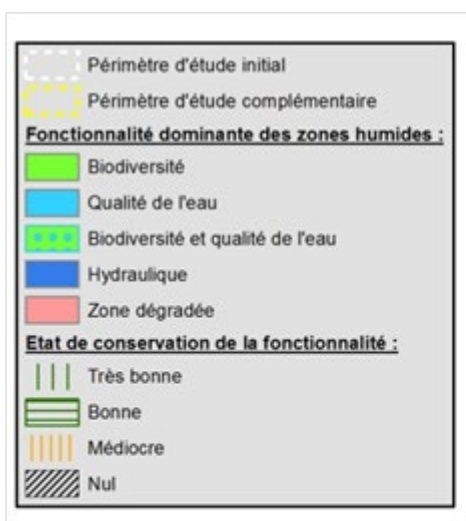 Périmètre d'étude initial
Périmètre d'étude complémentaire
Fonctionnalité dominante des zones humides :
Biodiversité
Qualité de l'eau
Biodiversité et qualité de l'eau
Hydraulique
Zone dégradée
Etat de conservation de la fonctionnalité :
Très bonne
Bonne
Médiocre
Nul